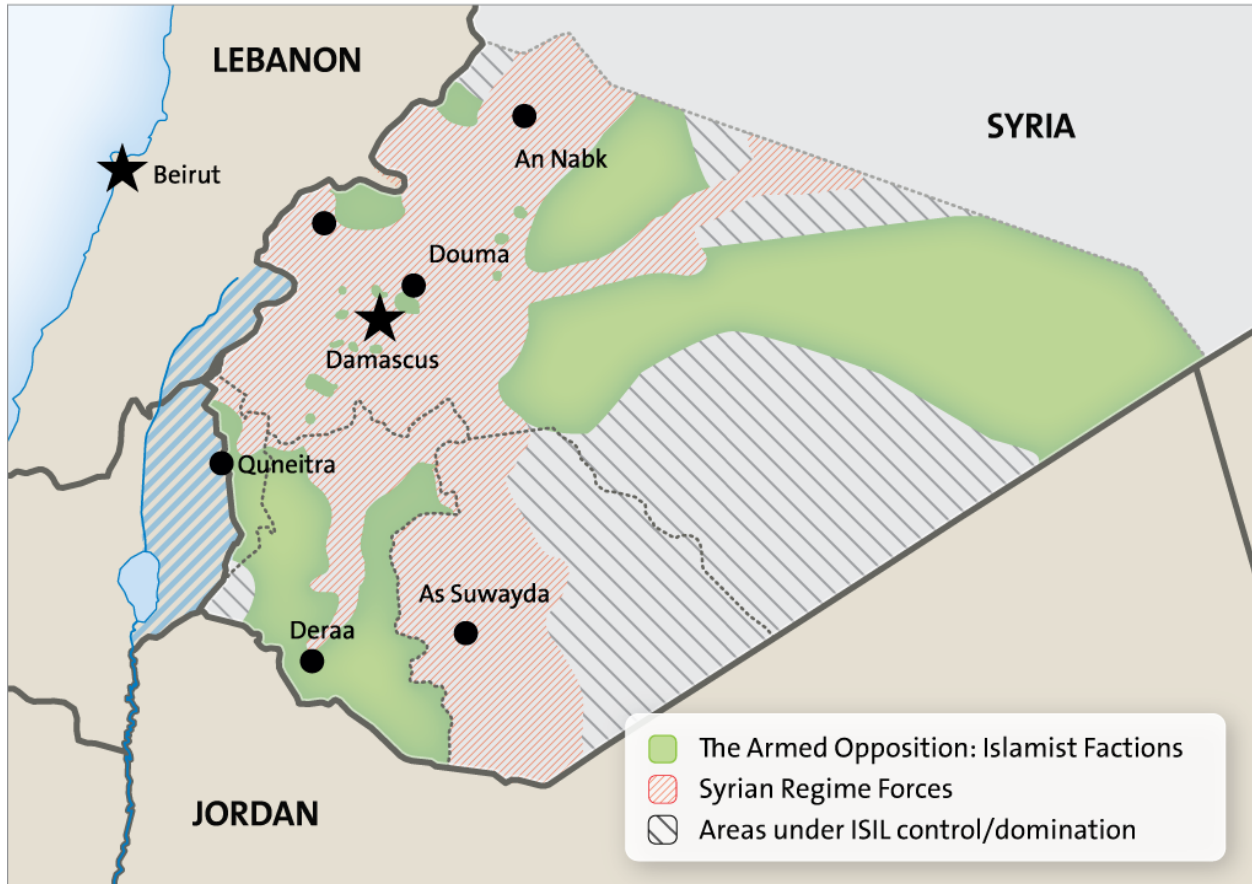 LEBANON
SYRIA
An Nabk
Beirut
Douma
Damascus
Quneitra
As Suwayda
Deraa
JORDAN
The Armed Opposition: Islamist Factions
Syrian Regime Forces
Areas under ISIL control/domination